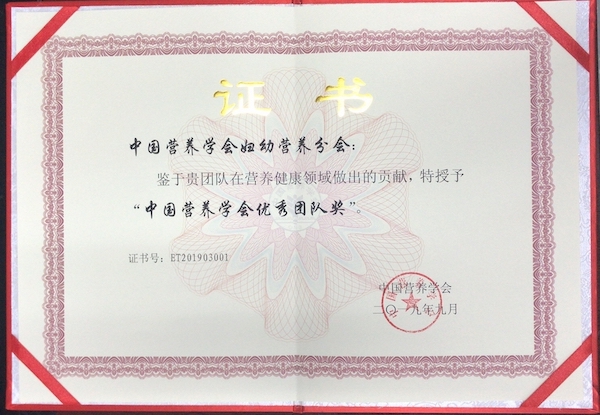 证书
中国营养学会妇幼营养分会：
鉴于贵团队在营养健康领域做出的贡献，特授予
“中国营养学会优秀团队奖”。
证书号：ET201903001
中国营养学会
二〇一九年九月